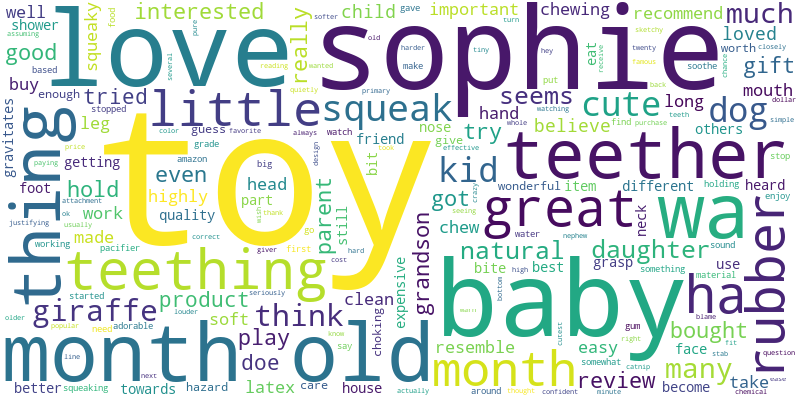 toy
sophie
love
baby
month old
teether
little
squeak
thing
teething
great
wa
ha
rubber
month
cute
dog
much
kid
giraffe
think
natural
daughter
many
bought
review
product
play
doe
soft
latex
hold
good
tried
even
highly
quality
head
part
parent
still
bit
nose
friend
try
hand
seems
chewing
important
recommend
child
really
interested
squeaky
well
shower
buy
enough
stopped
leg
guess
grade
favorite
color
amazon
big
always
watch
give
believe
find
others
mouth
long
gift
loved
worth
closely
soothe
eat
receive
put
hey
tiny
softer
gave
turn
old
harder
make
reading
wanted
quietly
primary
watching
whole
twenty
famous
sketchy
back
chance
dollar
simple
teeth
purchase
effective
stop
enjoy
heard
different
item
wonderful
holding
got
chew
grandson
neck
water
nephew
sound
use
material
something
grasp
best
bite
high
bottom
gum
easy
face
take
become
resemble
somewhat
catnip
cutest
right
stab
fit
blame
question
ease
chemical
minute
confident
thought
around
actually
expensive
clean
choking
say
know
house
care
hazard
towards
better
squeaking
line
next
popular
need
adorable
older
started
working
usually
pacifier
made
work
foot
getting
attachment
ok
justifying
paying
price
gravitates
based
assuming
food
several
pure
design
wish
thank
go
first
hard
cost
giver
louder
seriously
correct
crazy
seeing